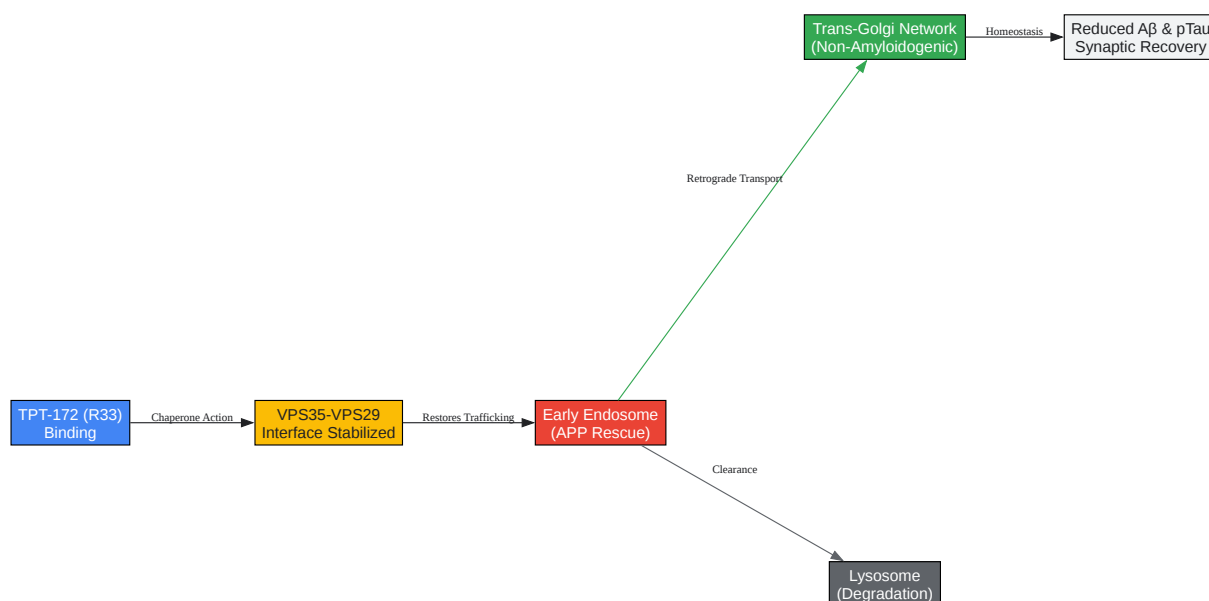 Trans-Golgi Network
(Non-Amyloidogenic)
Homeostasis
Reduced Aβ & pTau
Synaptic Recovery
Retrograde Transport
TPT-172 (R33)
Binding
Chaperone Action
VPS35-VPS29
Interface Stabilized
Restores Trafficking
Early Endosome
(APP Rescue)
Clearance
Lysosome
(Degradation)